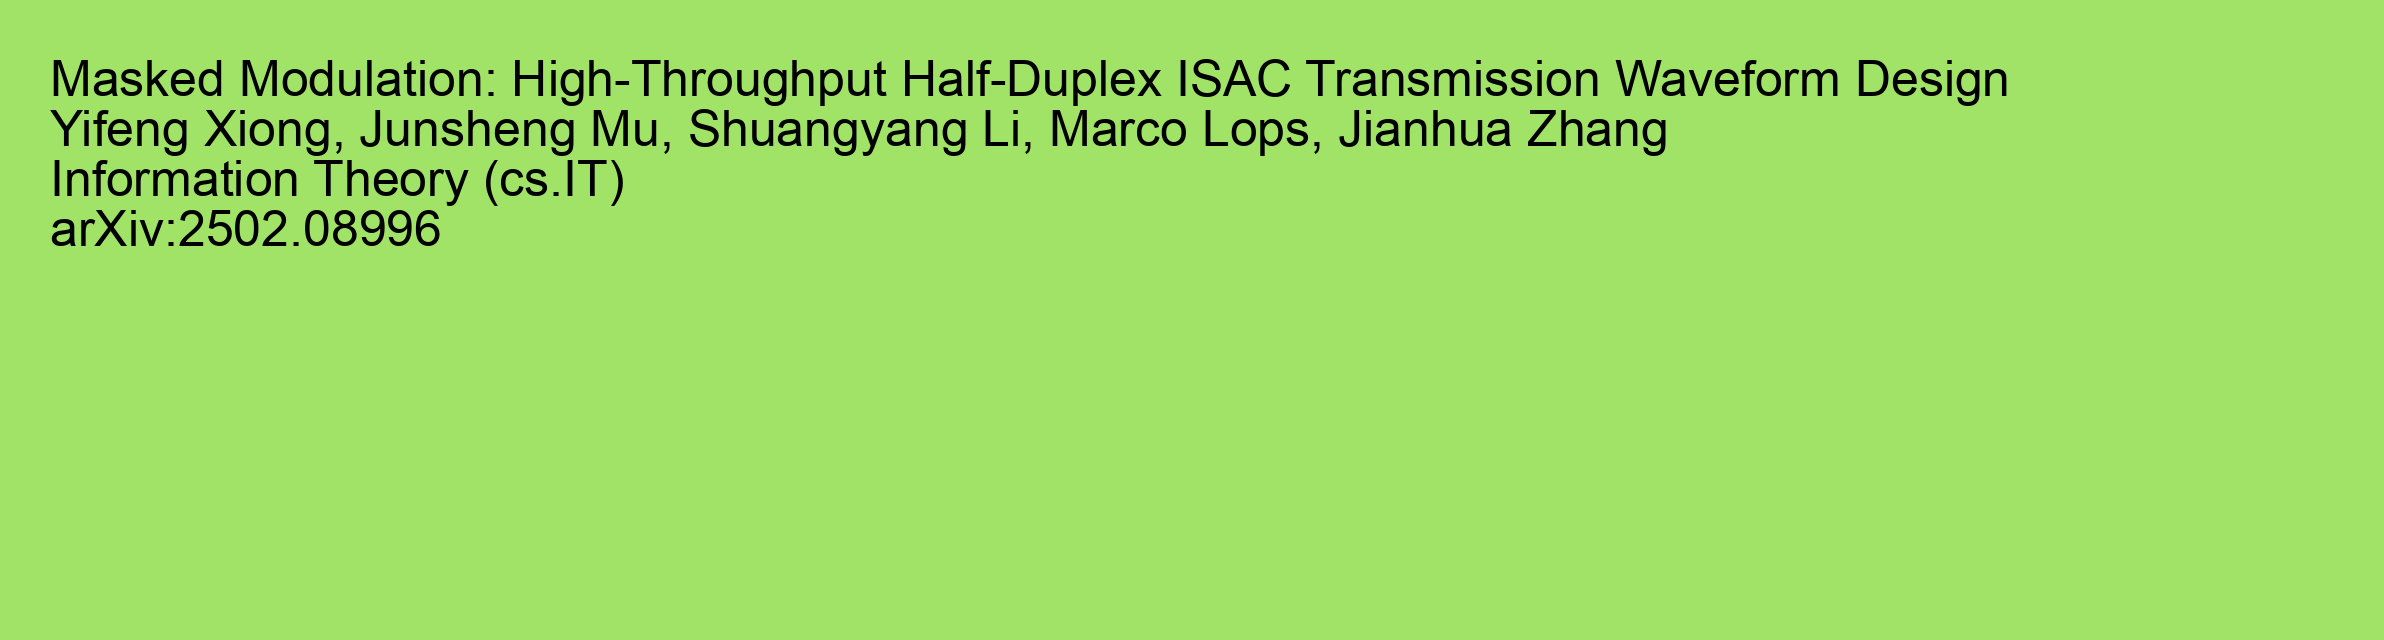 Masked Modulation: High-Throughput Half-Duplex ISAC Transmission Waveform Design
Yifeng Xiong, Junsheng Mu, Shuangyang Li, Marco Lops, Jianhua Zhang
Information Theory (cs.IT)
arXiv:2502.08996